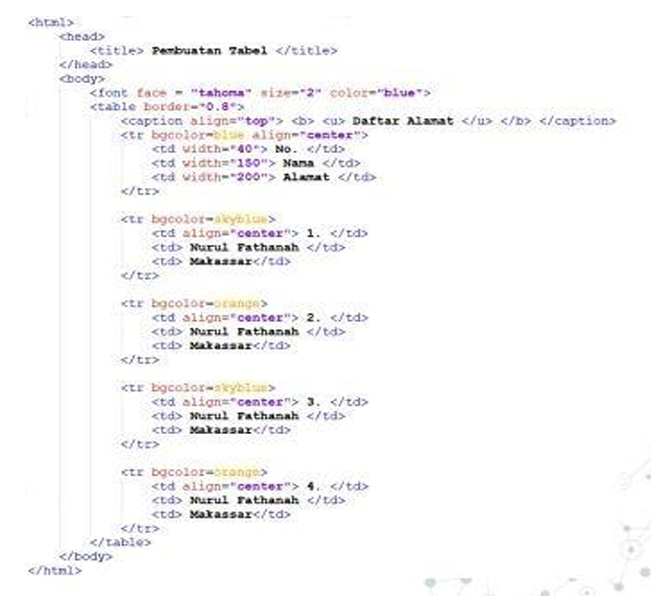 <html>
<head>
<title> Pembuatan Tabel </title>
</head>
<body>
<font face = "tahoma" size="2" color="blue">
<table border="0.8">
<caption align="top"> <b> <u> Daftar Alamat </u> </b> </caption>
<tr bgcolor=blue align="center">
<td width="40"> No. </td>
<td width="150"> Nama </td>
<td width="200"> Alamat </td>
</tr>
<tr bgcolor=skyblue>
<td align="center"> 1. </td>
<td> Nurul Fathanah </td>
<td> Makassar</td>
</tr>
<tr bgcolor=orange>
<td align="center"> 2. </td>
<td> Nurul Fathanah </td>
<td> Makassar</td>
</tr>
<tr bgcolor=skyblue>
<td align="center"> 3. </td>
<td> Nurul Fathanah </td>
<td> Makassar</td>
</tr>
<tr bgcolor=orange>
<td align="center"> 4. </td>
<td> Nurul Fathanah </td>
<td> Makassar</td>
</tr>
</table>
</body>
</html>